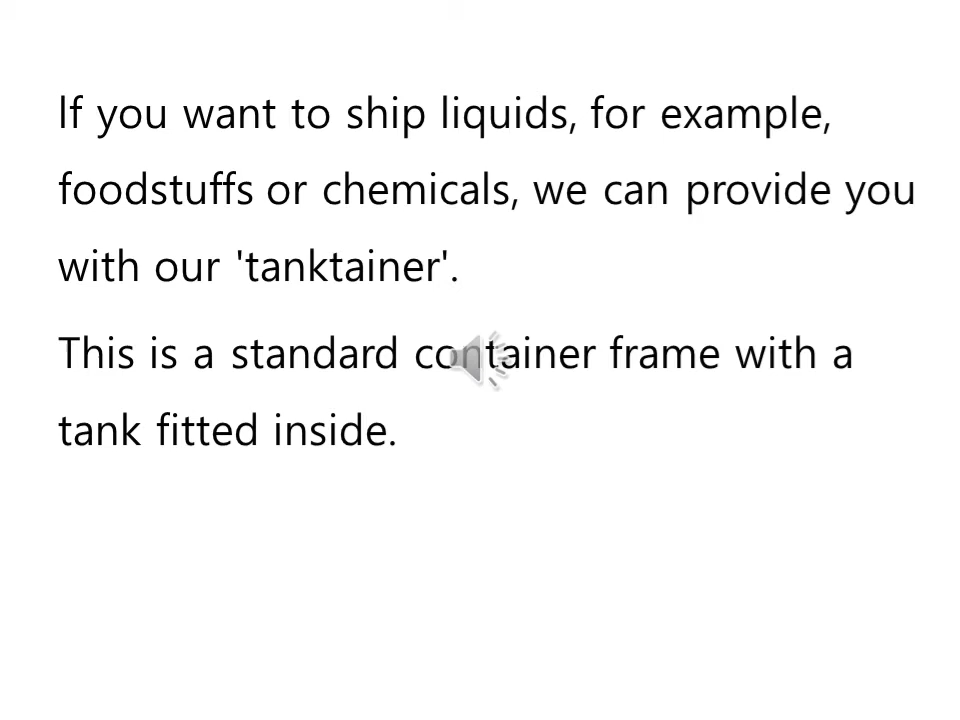 If you want to ship liquids, for example,
foodstuffs or chemicals, we can provide you
with our 'tanktainer'.
This is a standard container frame with a
tank fitted inside.